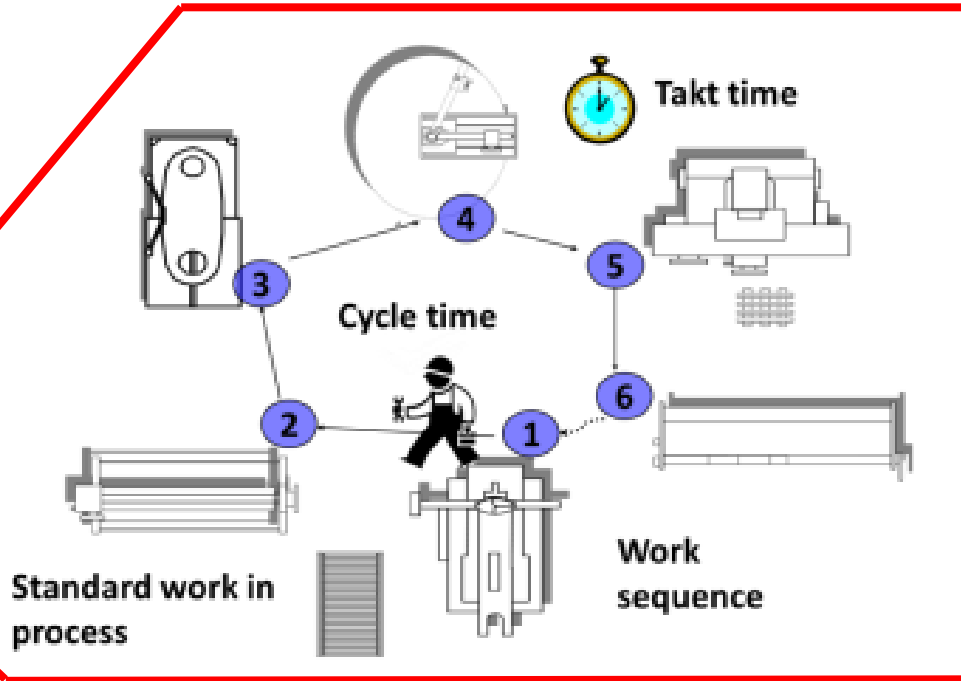 Takt time
4
5
3
Cycle time
6
2
1
Work
sequence
Standard work in
process